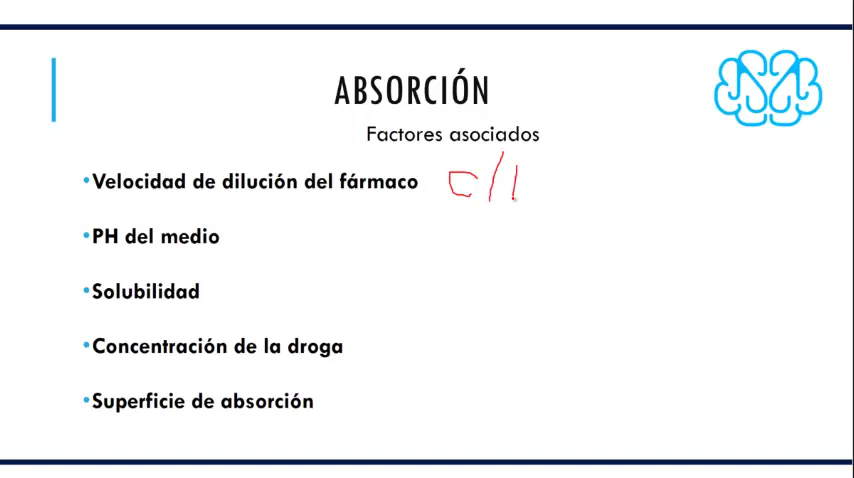 ABSORCIÓN
Factores asociados
•Velocidad de dilución del fármaco
•PH del medio
•Solubilidad
•Concentración de la droga
•Superficie de absorción